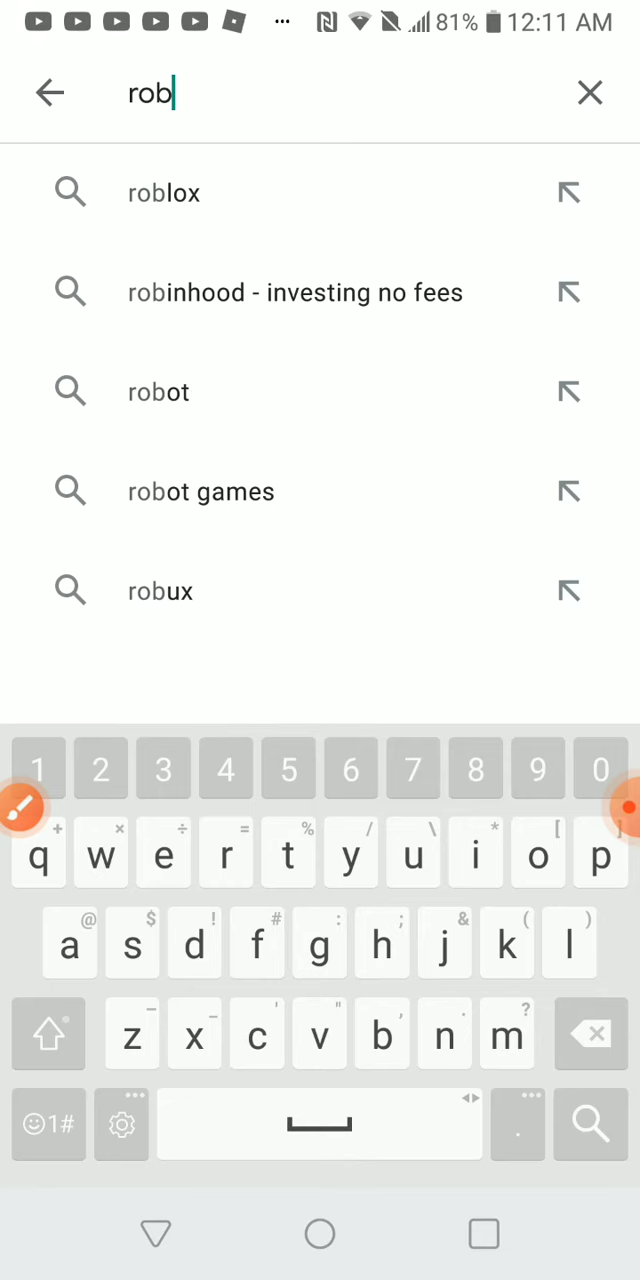 81% 12:11 AM
rob
roblox
robinhood - investing no fees
robot
robot games
robux
1 2 3 4 5 6 7 8 9 0
+ × ÷ = % / \ * [ ]
q w e r t y u i o p
@ $ ! # : ; & ( )
a s d f g h j k l
– _ ' " , . ?
z x c v b n m
1# .